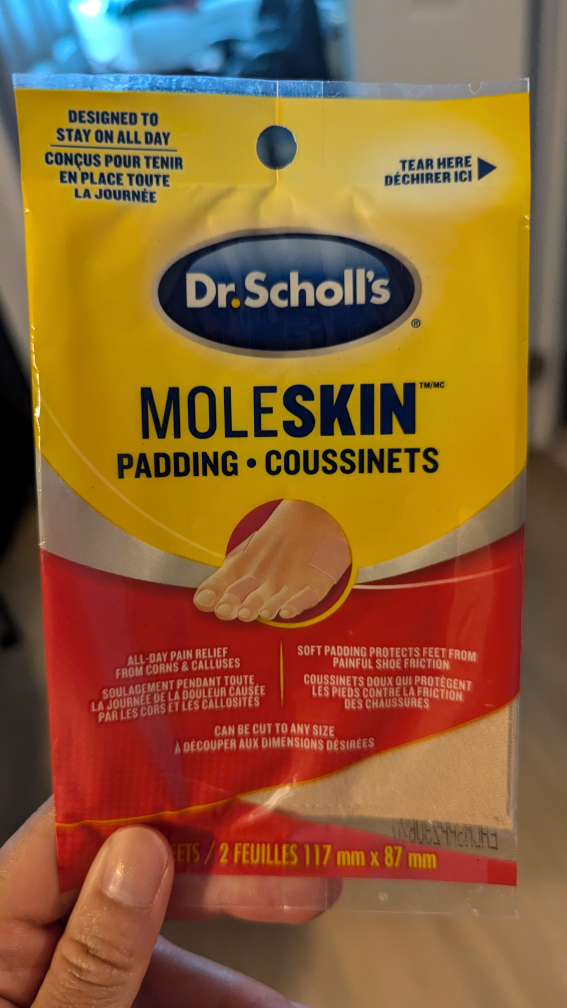 DESIGNED TO
STAY ON ALL DAY
CONÇUS POUR TENIR
EN PLACE TOUTE
LA JOURNÉE
TEAR HERE
DÉCHIRER ICI
Dr.Scholl's
®
MOLESKIN TM/MC
PADDING • COUSSINETS
ALL-DAY PAIN RELIEF
FROM CORNS & CALLUSES
SOULAGEMENT PENDANT TOUTE
LA JOURNÉE DE LA DOULEUR CAUSÉE
PAR LES CORS ET LES CALLOSITÉS
SOFT PADDING PROTECTS FEET FROM
PAINFUL SHOE FRICTION
COUSSINETS DOUX QUI PROTÈGENT
LES PIEDS CONTRE LA FRICTION
DES CHAUSSURES
CAN BE CUT TO ANY SIZE
À DÉCOUPER AUX DIMENSIONS DÉSIRÉES
/ 2 FEUILLES 117 mm x 87 mm